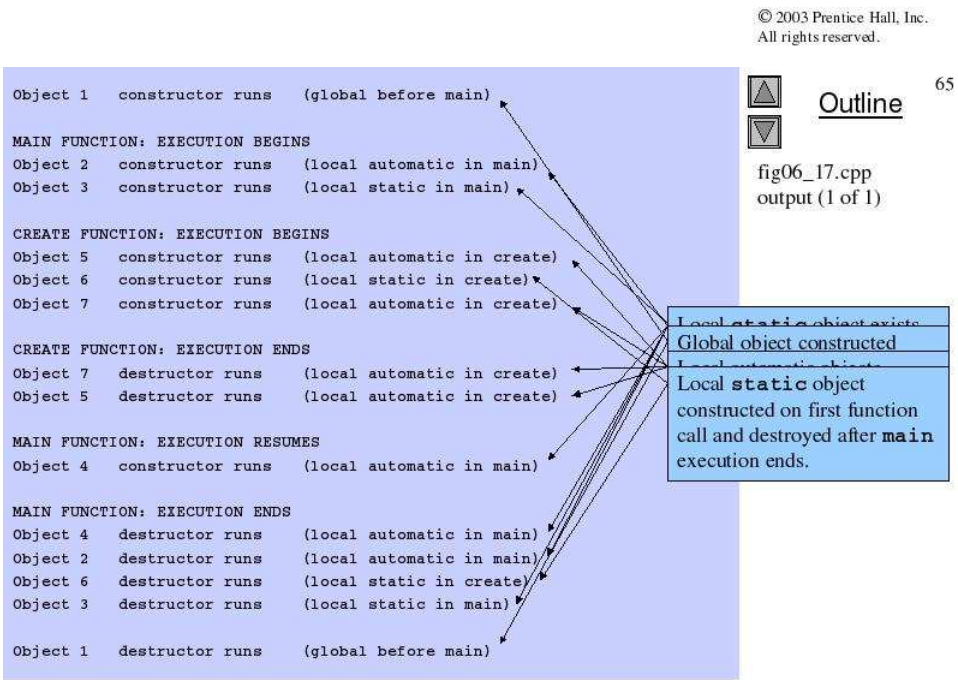 © 2003 Prentice Hall, Inc.
All rights reserved.
65
Outline
fig06_17.cpp
output (1 of 1)
Object 1 constructor runs (global before main)
MAIN FUNCTION: EXECUTION BEGINS
Object 2 constructor runs (local automatic in main)
Object 3 constructor runs (local static in main)
CREATE FUNCTION: EXECUTION BEGINS
Object 5 constructor runs (local automatic in create)
Object 6 constructor runs (local static in create)
Object 7 constructor runs (local automatic in create)
CREATE FUNCTION: EXECUTION ENDS
Object 7 destructor runs (local automatic in create)
Object 5 destructor runs (local automatic in create)
MAIN FUNCTION: EXECUTION RESUMES
Object 4 constructor runs (local automatic in main)
MAIN FUNCTION: EXECUTION ENDS
Object 4 destructor runs (local automatic in main)
Object 2 destructor runs (local automatic in main)
Object 6 destructor runs (local static in create)
Object 3 destructor runs (local static in main)
Object 1 destructor runs (global before main)
Local static object exists
Global object constructed
Local automatic objects
Local static object
constructed on first function
call and destroyed after main
execution ends.